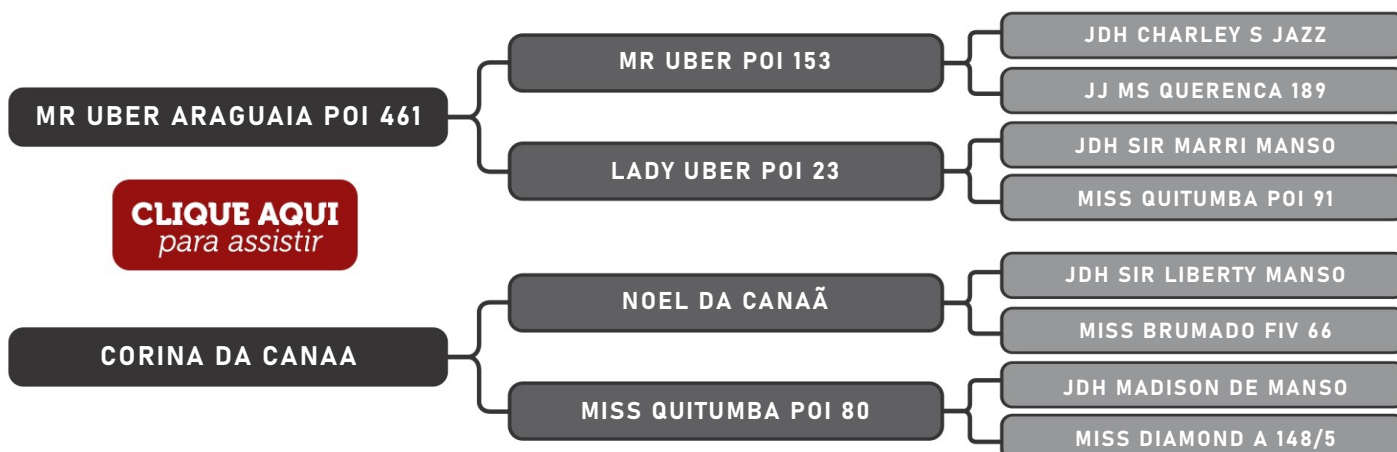 MR UBER ARAGUAIA POI 461
MR UBER POI 153
JDH CHARLEY S JAZZ
JJ MS QUERENCA 189
LADY UBER POI 23
JDH SIR MARRI MANSO
MISS QUITUMBA POI 91
CLIQUE AQUI
para assistir
CORINA DA CANAA
NOEL DA CANAÃ
JDH SIR LIBERTY MANSO
MISS BRUMADO FIV 66
MISS QUITUMBA POI 80
JDH MADISON DE MANSO
MISS DIAMOND A 148/5